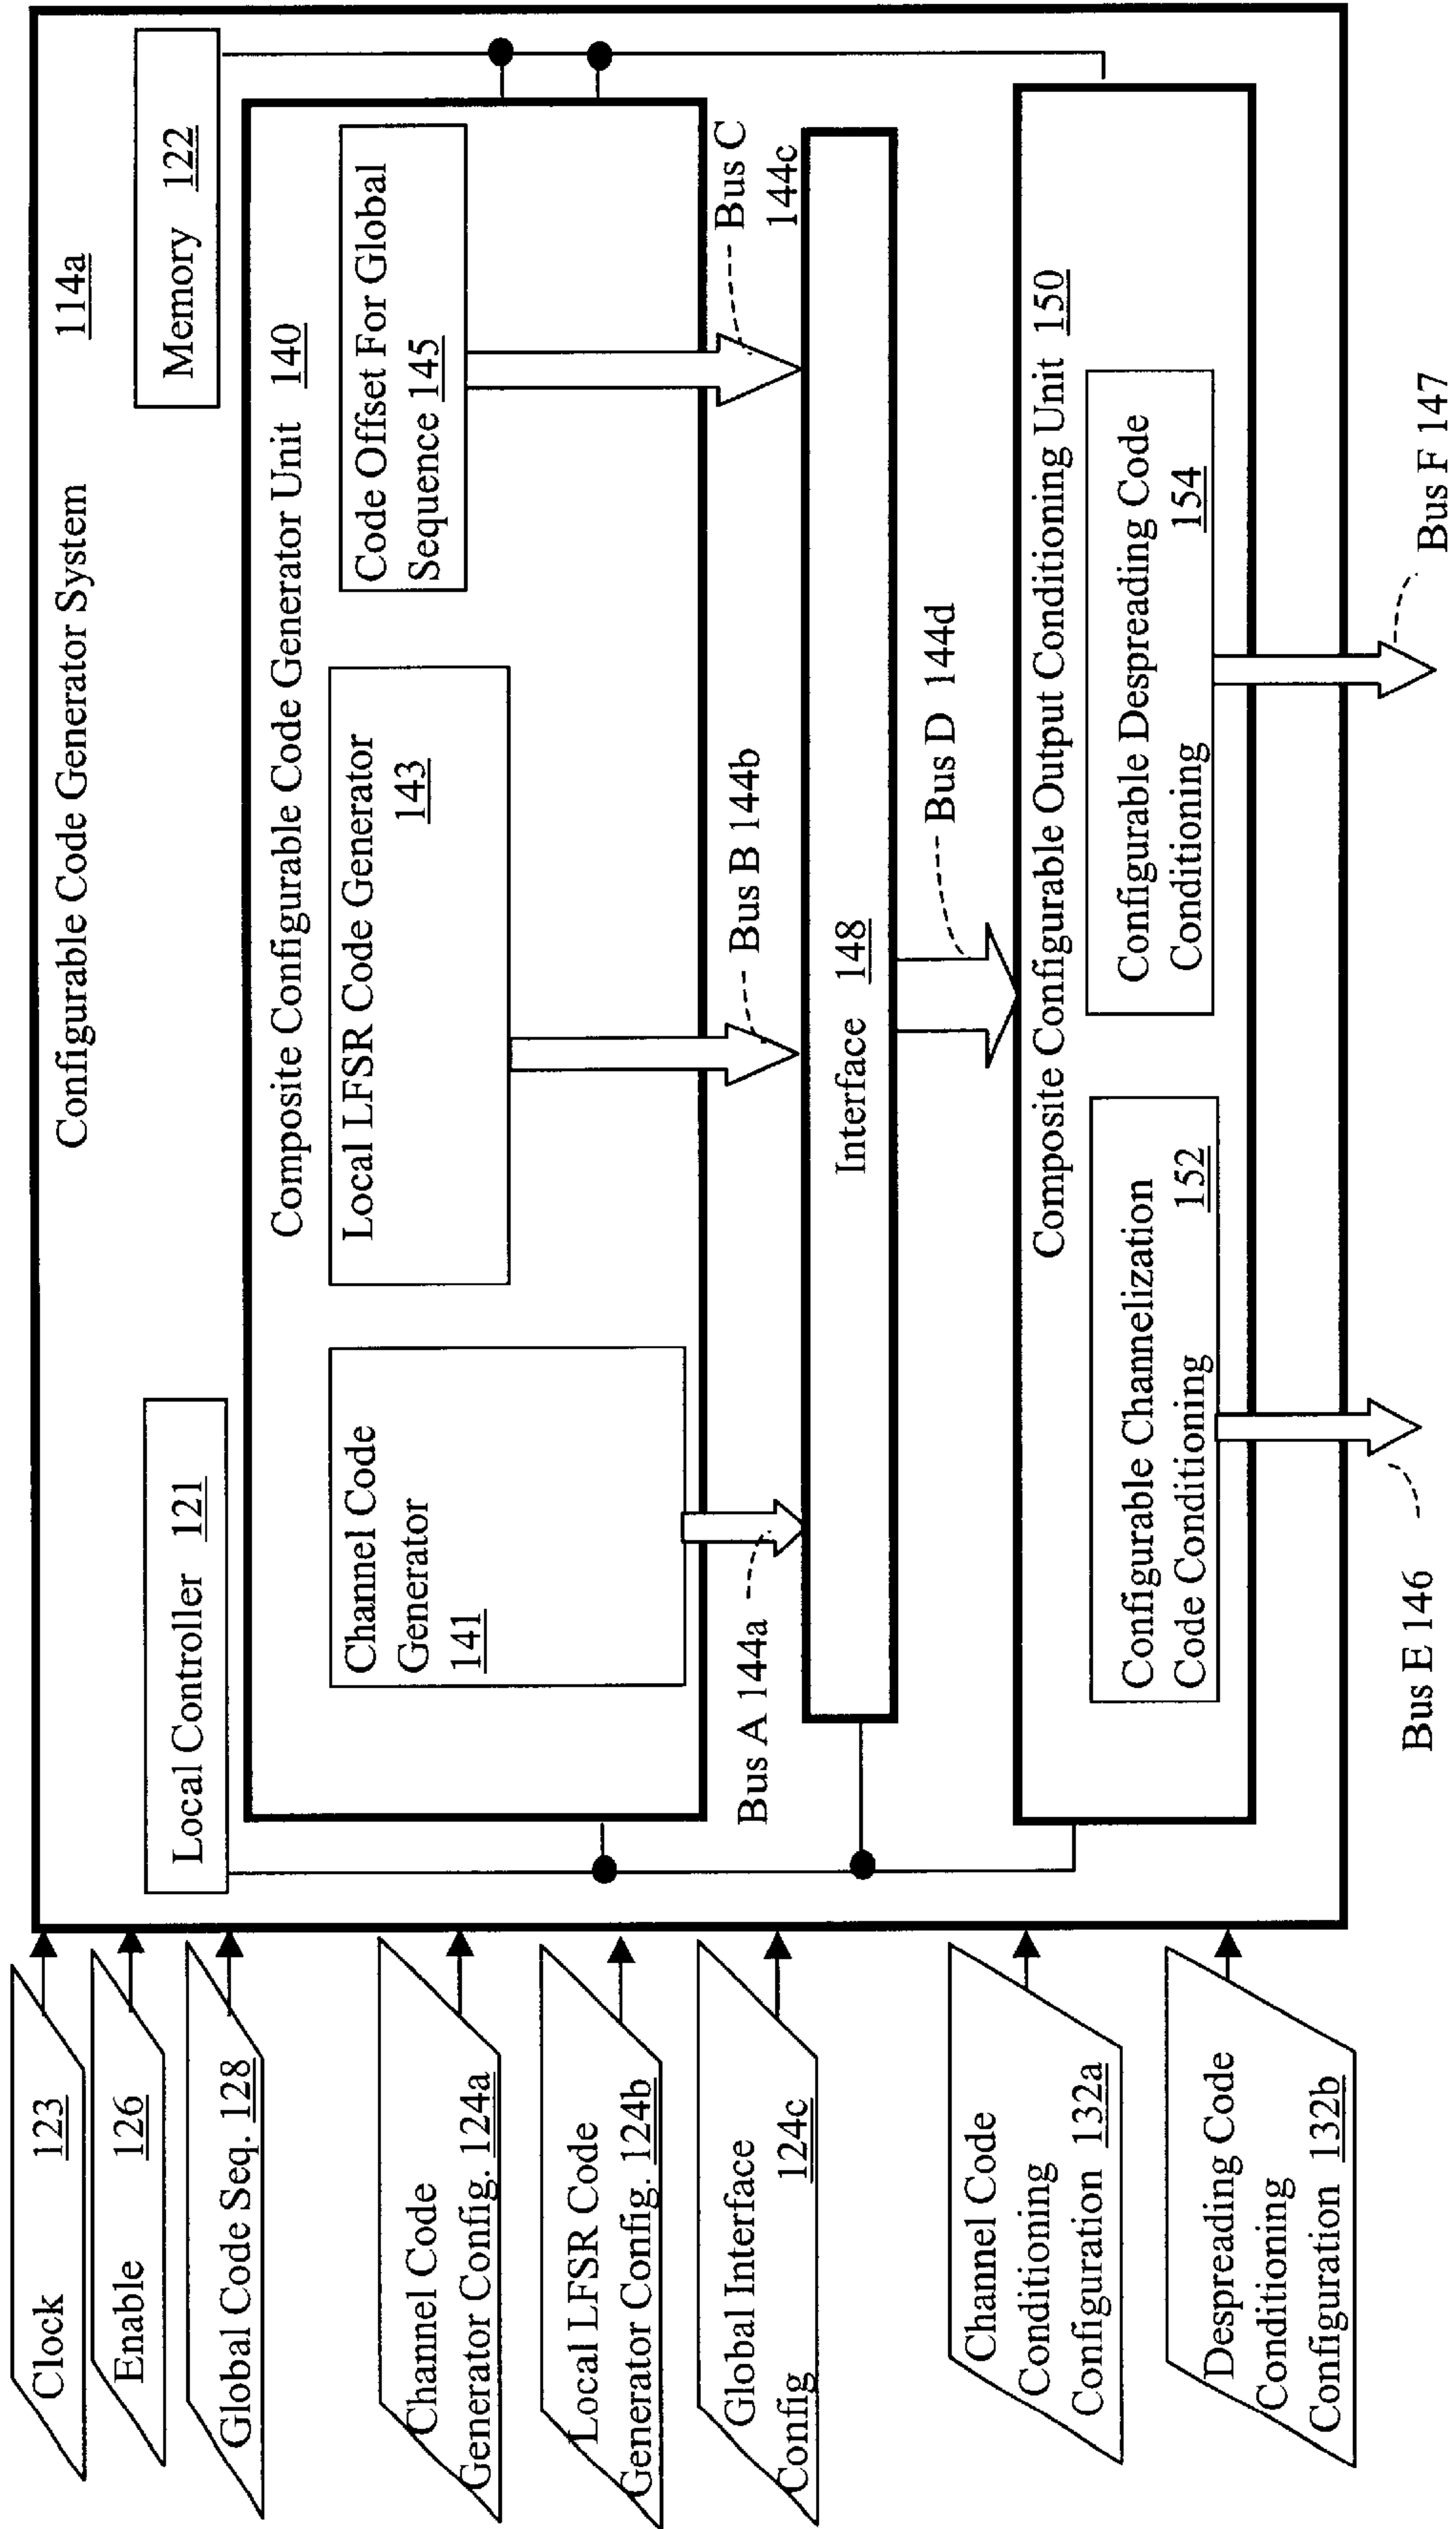 Configurable Code Generator System 114a
Clock 123
Enable 126
Global Code Seq. 128
Channel Code
Generator Config. 124a
Local LFSR Code
Generator Config. 124b
Global Interface
Config 124c
Channel Code
Conditioning
Configuration 132a
Despreading Code
Conditioning
Configuration 132b
Local Controller 121
Memory 122
Composite Configurable Code Generator Unit 140
Channel Code
Generator
141
Local LFSR Code Generator
143
Code Offset For Global
Sequence 145
Bus A 144a
Bus B 144b
Bus C
144c
Interface 148
Bus D 144d
Composite Configurable Output Conditioning Unit 150
Configurable Channelization
Code Conditioning 152
Configurable Despreading Code
Conditioning 154
Bus E 146
Bus F 147